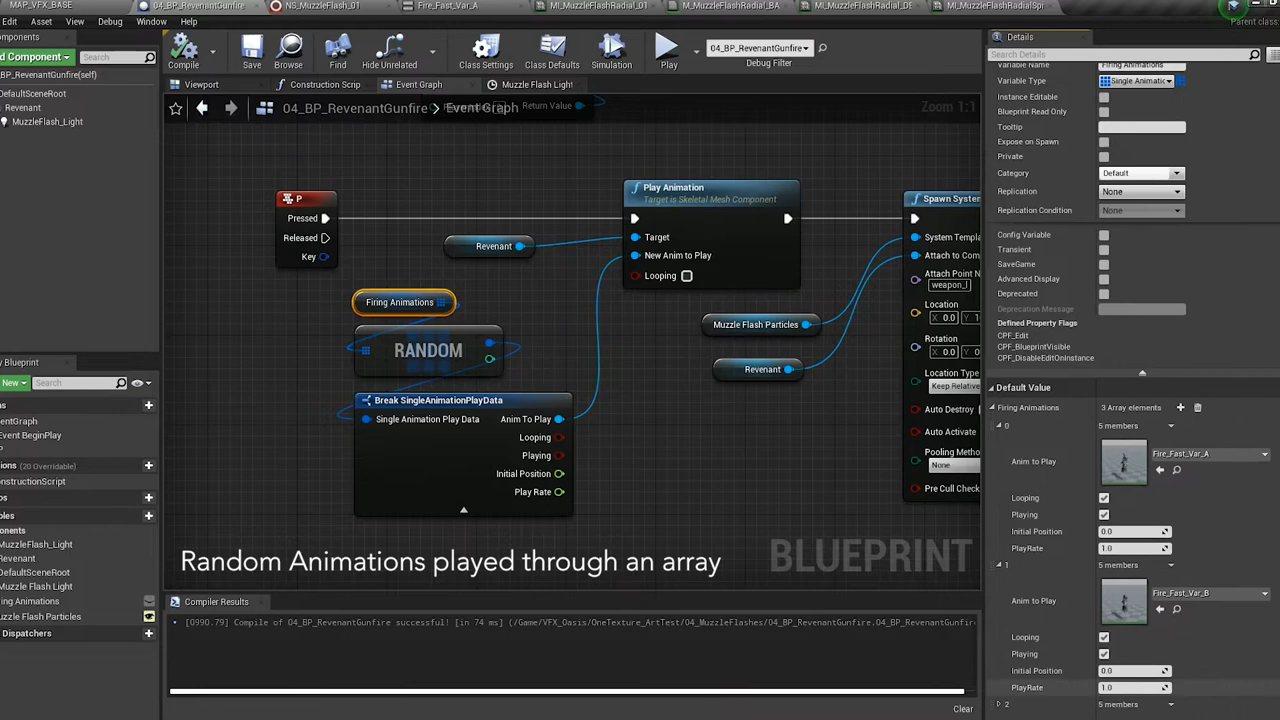 MAP_VFX_BASE
04_BP_RevenantGunfire
NS_MuzzleFlash_01
Fire_Fast_Var_A
MI_MuzzleFlashRadial_01
MI_MuzzleFlashRadial_BA
MI_MuzzleFlashRadial_DE
MI_MuzzleFlashRadialSpi
Edit Asset View Debug Window Help
Parent class
omponents
d Component
Search
BP_RevenantGunfire(self)
DefaultSceneRoot
Revenant
MuzzleFlash_Light
Compile
Save
Browse
Find
Hide Unrelated
Class Settings
Class Defaults
Simulation
Play
04_BP_RevenantGunfire
Debug Filter
Viewport
Construction Scrip
Event Graph
Muzzle Flash Light
04_BP_RevenantGunfire > Event Graph
Return Value
Zoom 1:1
P
Pressed
Released
Key
Revenant
Firing Animations
RANDOM
Break SingleAnimationPlayData
Single Animation Play Data
Anim To Play
Looping
Playing
Initial Position
Play Rate
Play Animation
Target is Skeletal Mesh Component
Target
New Anim to Play
Looping
Muzzle Flash Particles
Revenant
Spawn System
System Templa
Attach to Com
Attach Point N
weapon_l
Location
X 0.0 Y
Rotation
X 0.0
Location Type
Keep Relative
Auto Destroy
Auto Activate
Pooling Metho
None
Pre Cull Check
Random Animations played through an array
BLUEPRINT
Compiler Results
[0990.79] Compile of 04_BP_RevenantGunfire successful! [in 74 ms] (/Game/VFX_Oasis/OneTexture_ArtTest/04_MuzzleFlashes/04_BP_RevenantGunfire.04_BP_RevenantGunfire
Clear
y Blueprint
New
Search
entGraph
Event BeginPlay
P
ions (20 Overridable)
onstructionScript
onents
MuzzleFlash_Light
Revenant
DefaultSceneRoot
Muzzle Flash Light
ing Animations
uzzle Flash Particles
Dispatchers
Details
Search Details
Variable Name
Firing Animations
Variable Type
Single Animatic
Instance Editable
Blueprint Read Only
Tooltip
Expose on Spawn
Private
Category
Default
Replication
None
Replication Condition
None
Config Variable
Transient
SaveGame
Advanced Display
Deprecated
Deprecation Message
Defined Property Flags
CPF_Edit
CPF_BlueprintVisible
CPF_DisableEditOnInstance
Default Value
Firing Animations 3 Array elements
0 5 members
Anim to Play
Fire_Fast_Var_A
Looping
Playing
Initial Position 0.0
PlayRate 1.0
1 5 members
Anim to Play
Fire_Fast_Var_B
Looping
Playing
Initial Position 0.0
PlayRate 1.0
2 5 members